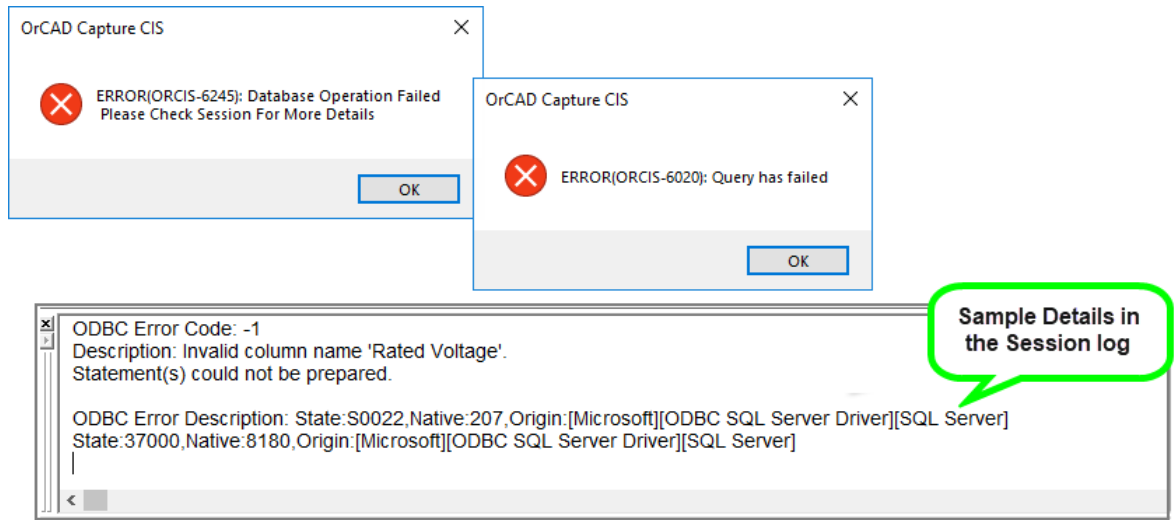 OrCAD Capture CIS
ERROR(ORCIS-6245): Database Operation Failed
Please Check Session For More Details
OK
OrCAD Capture CIS
ERROR(ORCIS-6020): Query has failed
OK
Sample Details in
the Session log
ODBC Error Code: -1
Description: Invalid column name 'Rated Voltage'.
Statement(s) could not be prepared.
ODBC Error Description: State:S0022,Native:207,Origin:[Microsoft][ODBC SQL Server Driver][SQL Server]
State:37000,Native:8180,Origin:[Microsoft][ODBC SQL Server Driver][SQL Server]